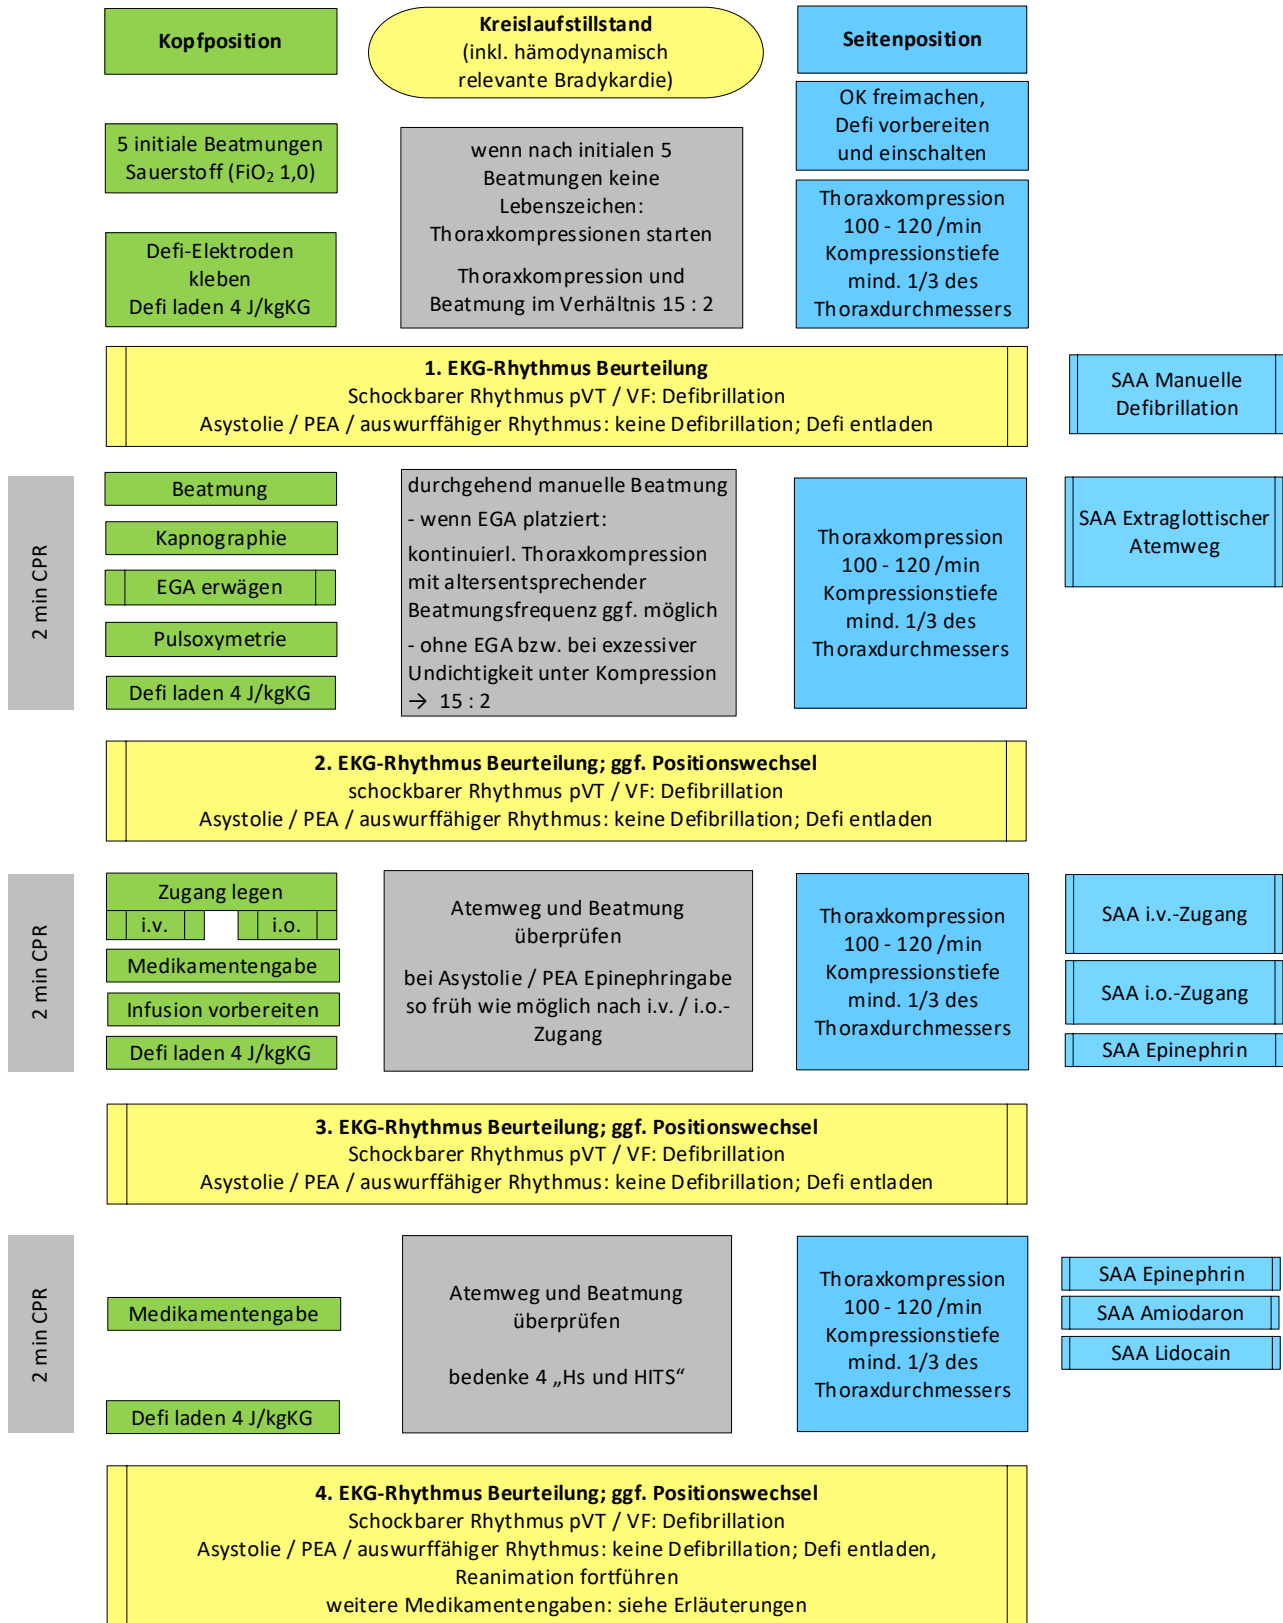 Kopfposition
Kreislaufstillstand
(inkl. hämodynamisch
relevante Bradykardie)
Seitenposition
5 initiale Beatmungen
Sauerstoff (FiO₂ 1,0)
Defi-Elektroden
kleben
Defi laden 4 J/kgKG
wenn nach initialen 5
Beatmungen keine
Lebenszeichen:
Thoraxkompressionen starten
Thoraxkompression und
Beatmung im Verhältnis 15 : 2
OK freimachen,
Defi vorbereiten
und einschalten
Thoraxkompression
100 - 120 /min
Kompressionstiefe
mind. 1/3 des
Thoraxdurchmessers
1. EKG-Rhythmus Beurteilung
Schockbarer Rhythmus pVT / VF: Defibrillation
Asystolie / PEA / auswurffähiger Rhythmus: keine Defibrillation; Defi entladen
SAA Manuelle
Defibrillation
2 min CPR
Beatmung
Kapnographie
EGA erwägen
Pulsoxymetrie
Defi laden 4 J/kgKG
durchgehend manuelle Beatmung
- wenn EGA platziert:
kontinuierl. Thoraxkompression
mit altersentsprechender
Beatmungsfrequenz ggf. möglich
- ohne EGA bzw. bei exzessiver
Undichtigkeit unter Kompression
→ 15 : 2
Thoraxkompression
100 - 120 /min
Kompressionstiefe
mind. 1/3 des
Thoraxdurchmessers
SAA Extraglottischer
Atemweg
2. EKG-Rhythmus Beurteilung; ggf. Positionswechsel
schockbarer Rhythmus pVT / VF: Defibrillation
Asystolie / PEA / auswurffähiger Rhythmus: keine Defibrillation; Defi entladen
2 min CPR
Zugang legen
i.v.
i.o.
Medikamentengabe
Infusion vorbereiten
Defi laden 4 J/kgKG
Atemweg und Beatmung
überprüfen
bei Asystolie / PEA Epinephringabe
so früh wie möglich nach i.v. / i.o.-
Zugang
Thoraxkompression
100 - 120 /min
Kompressionstiefe
mind. 1/3 des
Thoraxdurchmessers
SAA i.v.-Zugang
SAA i.o.-Zugang
SAA Epinephrin
3. EKG-Rhythmus Beurteilung; ggf. Positionswechsel
Schockbarer Rhythmus pVT / VF: Defibrillation
Asystolie / PEA / auswurffähiger Rhythmus: keine Defibrillation; Defi entladen
2 min CPR
Medikamentengabe
Defi laden 4 J/kgKG
Atemweg und Beatmung
überprüfen
bedenke 4 „Hs und HITS“
Thoraxkompression
100 - 120 /min
Kompressionstiefe
mind. 1/3 des
Thoraxdurchmessers
SAA Epinephrin
SAA Amiodaron
SAA Lidocain
4. EKG-Rhythmus Beurteilung; ggf. Positionswechsel
Schockbarer Rhythmus pVT / VF: Defibrillation
Asystolie / PEA / auswurffähiger Rhythmus: keine Defibrillation; Defi entladen,
Reanimation fortführen
weitere Medikamentengaben: siehe Erläuterungen